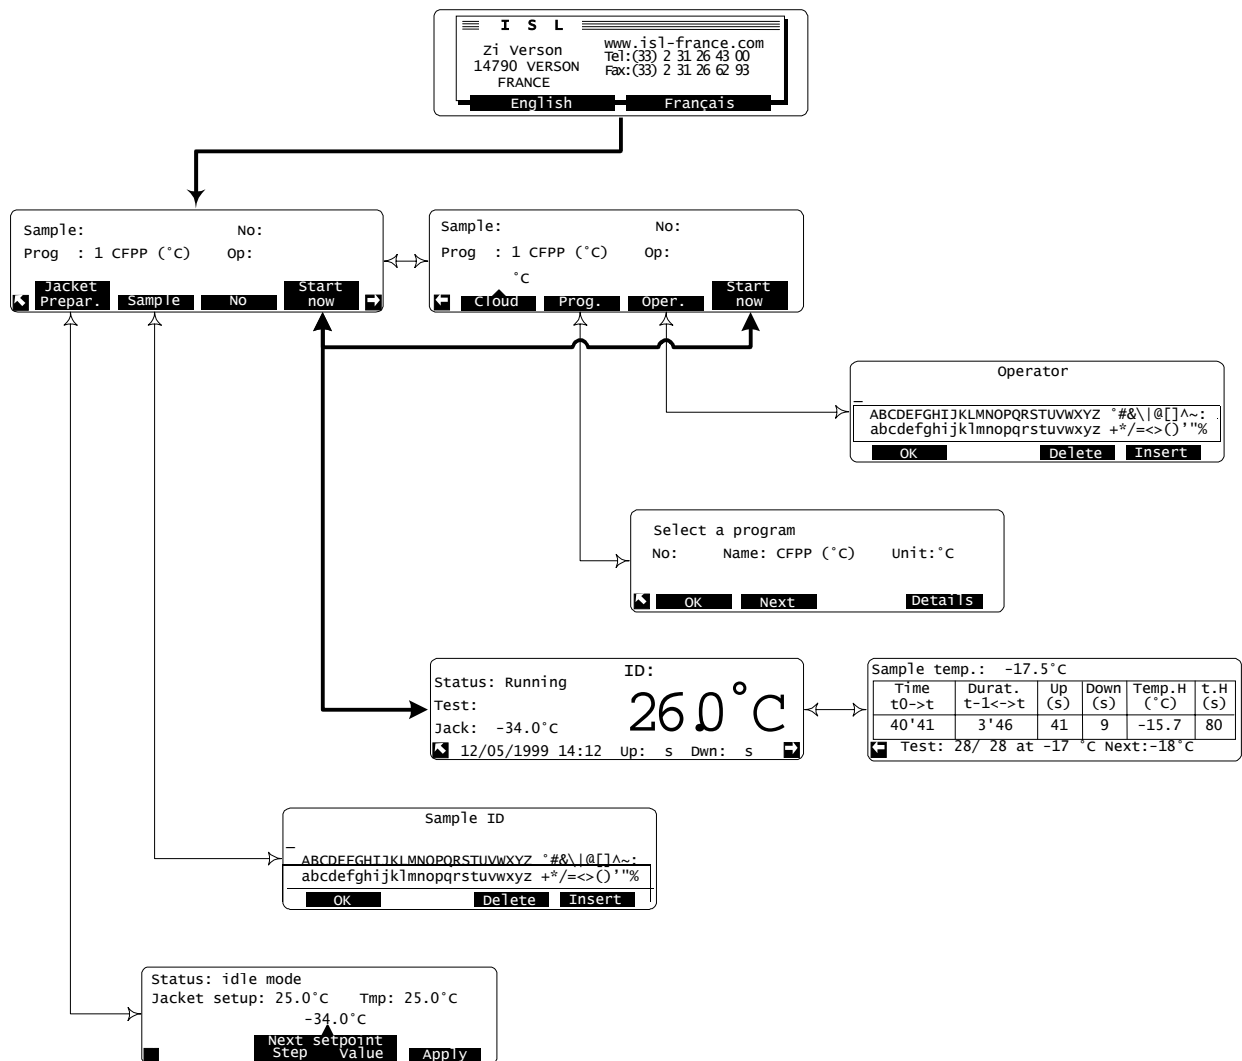 I S L
Zi Verson
14790 VERSON
FRANCE
www.isl-france.com
Tel:(33) 2 31 26 43 00
Fax:(33) 2 31 26 62 93
English
Français
Sample: No:
Prog : 1 CFPP (°C) Op:
Jacket
Prepar.
Sample
No
Start
now
Sample: No:
Prog : 1 CFPP (°C) Op:
°C
Cloud
Prog.
Oper.
Start
now
Operator
_
ABCDEFGHIJKLMNOPQRSTUVWXYZ °#&\|@[]^~:.
abcdefghijklmnopqrstuvwxyz +*/=<>()'"%
OK
Delete
Insert
Select a program
No: Name: CFPP (°C) Unit:°C
OK
Next
Details
ID:
Status: Running
Test:
Jack: -34.0°C
26.0°C
12/05/1999 14:12 Up: s Dwn: s
Sample temp.: -17.5°C
Time
t0->t
Durat.
t-1<->t
Up
(s)
Down
(s)
Temp.H
(°C)
t.H
(s)
40'41 3'46 41 9 -15.7 80
Test: 28/ 28 at -17 °C Next:-18°C
Sample ID
_
ABCDEFGHIJKLMNOPQRSTUVWXYZ °#&\|@[]^~:
abcdefghijklmnopqrstuvwxyz +*/=<>()'"%
OK
Delete
Insert
Status: idle mode
Jacket setup: 25.0°C Tmp: 25.0°C
-34.0°C
Next setpoint
Step Value
Apply